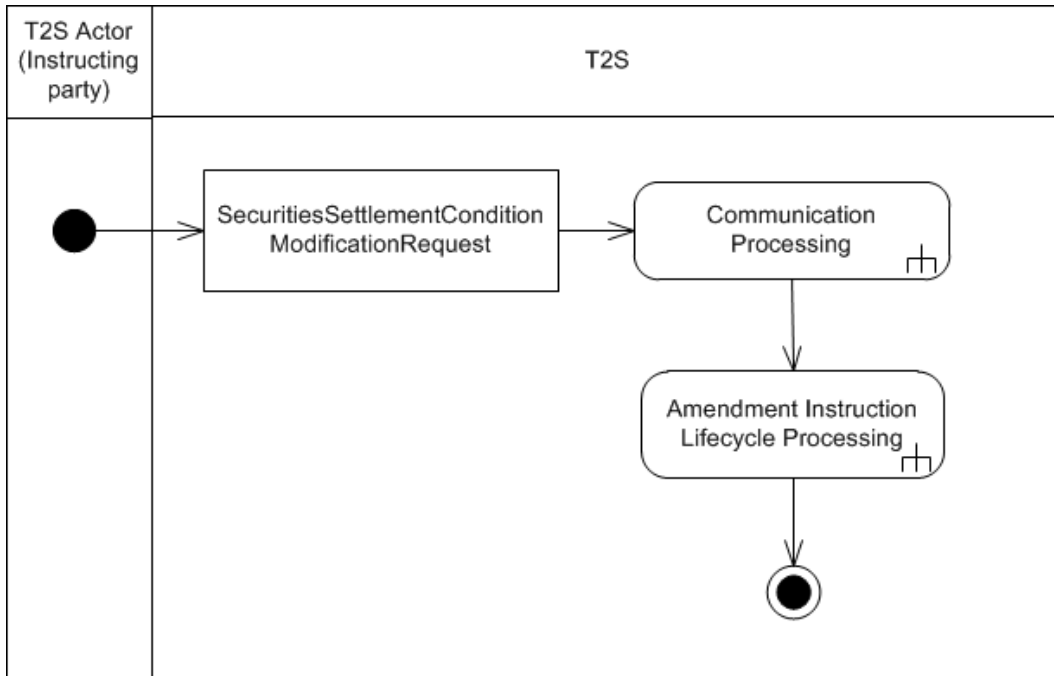 T2S Actor
(Instructing
party)
T2S
SecuritiesSettlementCondition
ModificationRequest
Communication
Processing
Amendment Instruction
Lifecycle Processing